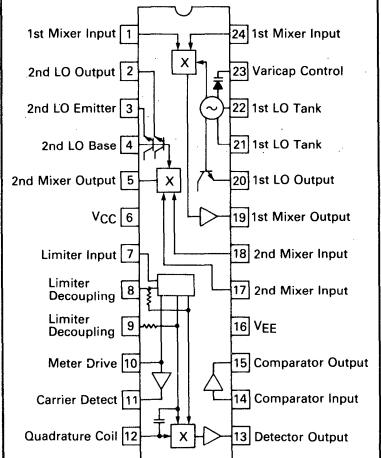 1st Mixer Input 1 24 1st Mixer Input
2nd LO Output 2 23 Varicap Control
2nd LO Emitter 3 22 1st LO Tank
2nd LO Base 4 21 1st LO Tank
2nd Mixer Output 5 20 1st LO Output
VCC 6 19 1st Mixer Output
Limiter Input 7 18 2nd Mixer Input
Limiter
Decoupling 8 17 2nd Mixer Input
Limiter
Decoupling 9 16 VEE
Meter Drive 10 15 Comparator Output
Carrier Detect 11 14 Comparator Input
Quadrature Coil 12 13 Detector Output
X
X
X